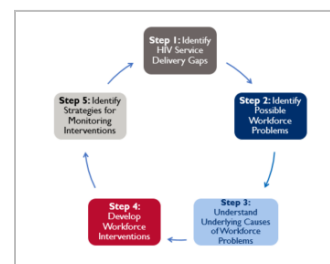 Step 1: Identify
HIV Service
Delivery Gaps
Step 2: Identify
Possible
Workforce
Problems
Step 3:
Understand
Underlying Causes
of Workforce
Problems
Step 4:
Develop
Workforce
Interventions
Step 5: Identify
Strategies for
Monitoring
Interventions